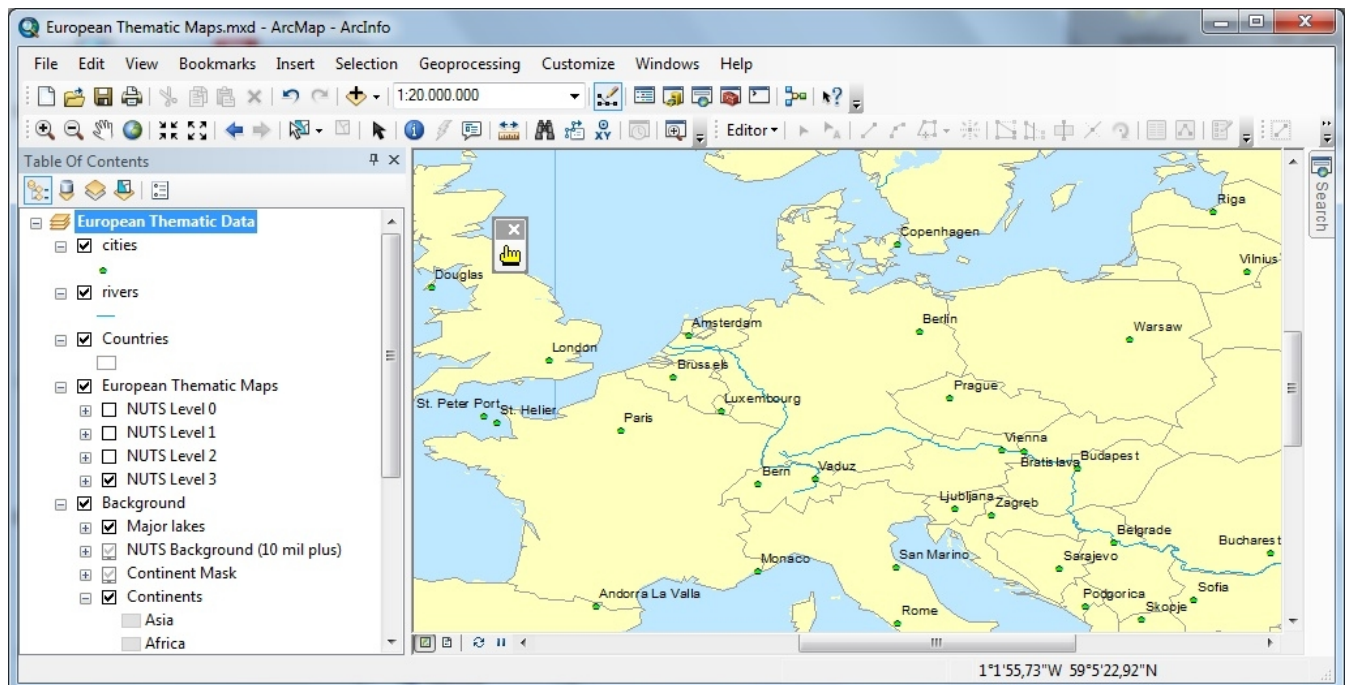 European Thematic Maps.mxd - ArcMap - ArcInfo
File Edit View Bookmarks Insert Selection Geoprocessing Customize Windows Help
1:20.000.000
Editor
Table Of Contents
European Thematic Data
cities
rivers
Countries
European Thematic Maps
NUTS Level 0
NUTS Level 1
NUTS Level 2
NUTS Level 3
Background
Major lakes
NUTS Background (10 mil plus)
Continent Mask
Continents
Asia
Africa
Riga
Copenhagen
Vilnius
Douglas
Amsterdam
Berlin
Warsaw
London
Brussels
Prague
Luxembourg
St. Peter Port
St. Helier
Paris
Vienna
Bratislava
Budapest
Bern
Vaduz
Ljubljana
Zagreb
Belgrade
Bucharest
Monaco
San Marino
Sarajevo
Andorra La Valla
Podgorica
Sofia
Skopje
Rome
Search
1°1'55,73"W 59°5'22,92"N